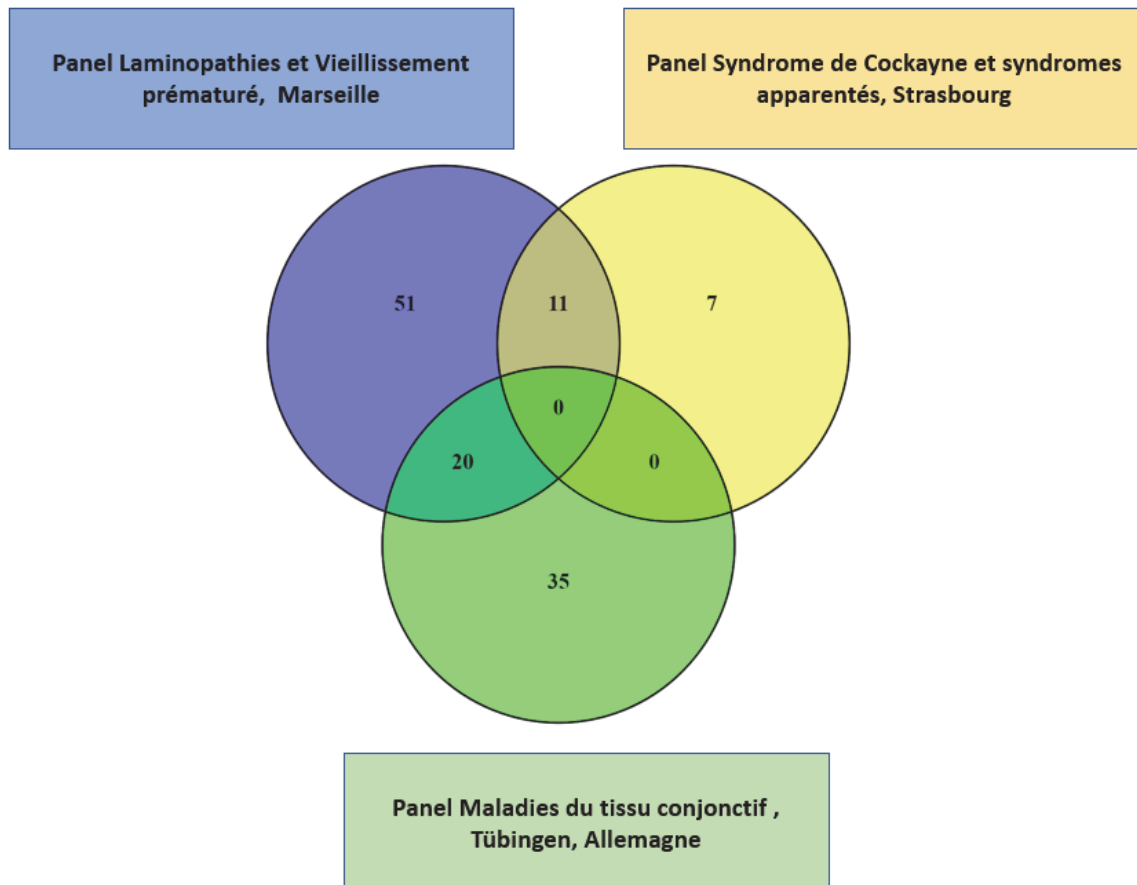 Panel Laminopathies et Vieillissement
prématuré, Marseille
Panel Syndrome de Cockayne et syndromes
apparentés, Strasbourg
51
11
7
0
20
0
35
Panel Maladies du tissu conjonctif ,
Tübingen, Allemagne